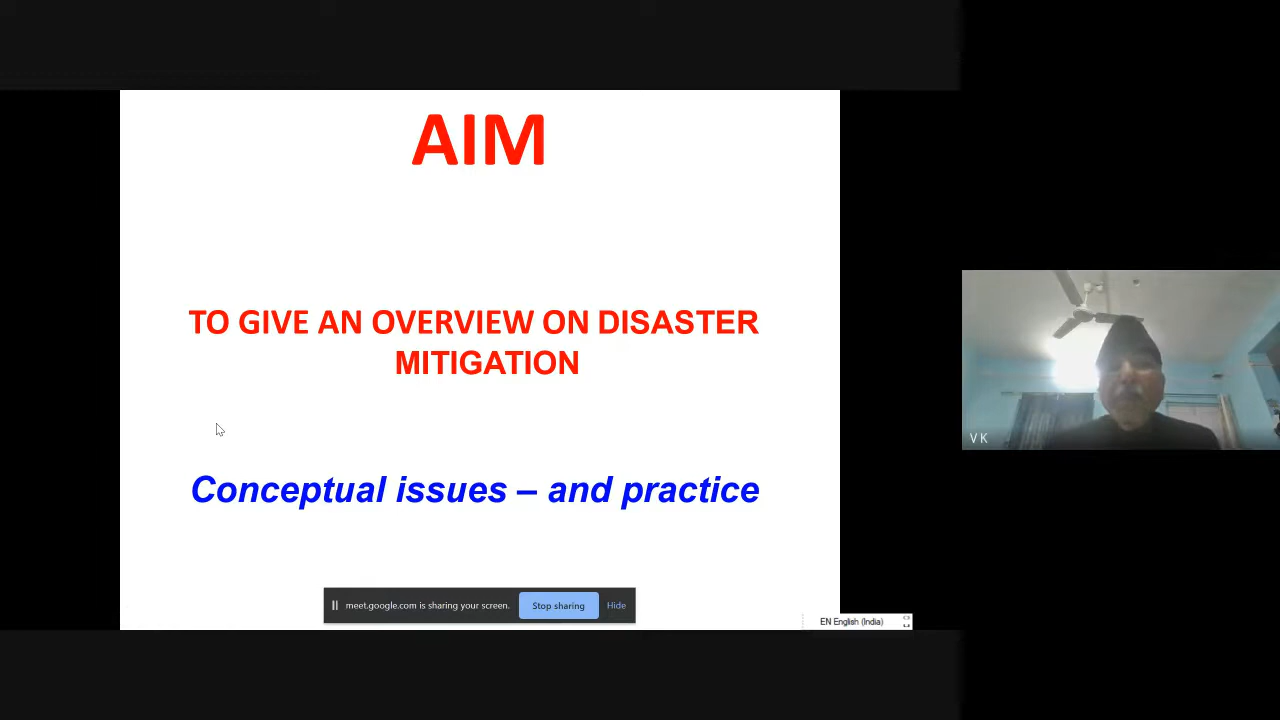 AIM
TO GIVE AN OVERVIEW ON DISASTER
MITIGATION
Conceptual issues – and practice
meet.google.com is sharing your screen. Stop sharing Hide
EN English (India)
V K